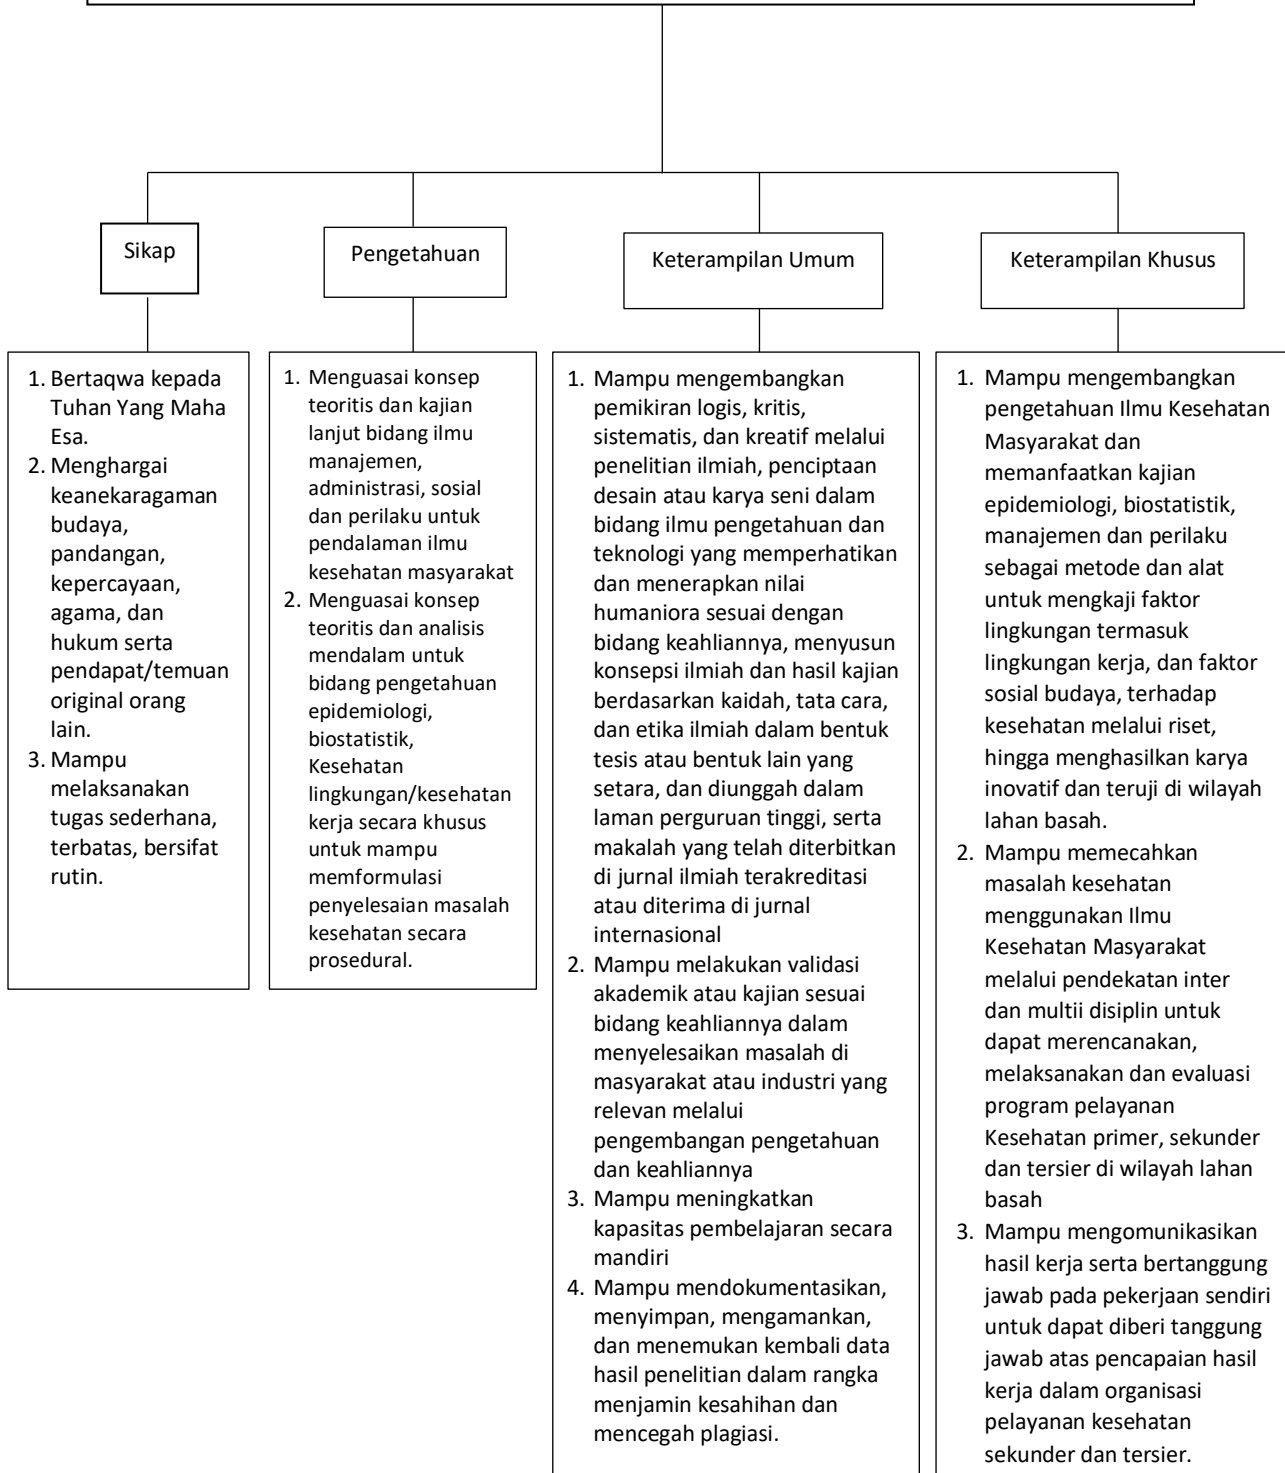 Sikap
Pengetahuan
Keterampilan Umum
Keterampilan Khusus
1. Bertaqwa kepada
Tuhan Yang Maha
Esa.
2. Menghargai
keanekaragaman
budaya,
pandangan,
kepercayaan,
agama, dan
hukum serta
pendapat/temuan
original orang
lain.
3. Mampu
melaksanakan
tugas sederhana,
terbatas, bersifat
rutin.
1. Menguasai konsep
teoritis dan kajian
lanjut bidang ilmu
manajemen,
administrasi, sosial
dan perilaku untuk
pendalaman ilmu
kesehatan masyarakat
2. Menguasai konsep
teoritis dan analisis
mendalam untuk
bidang pengetahuan
epidemiologi,
biostatistik,
Kesehatan
lingkungan/kesehatan
kerja secara khusus
untuk mampu
memformulasi
penyelesaian masalah
kesehatan secara
prosedural.
1. Mampu mengembangkan
pemikiran logis, kritis,
sistematis, dan kreatif melalui
penelitian ilmiah, penciptaan
desain atau karya seni dalam
bidang ilmu pengetahuan dan
teknologi yang memperhatikan
dan menerapkan nilai
humaniora sesuai dengan
bidang keahliannya, menyusun
konsepsi ilmiah dan hasil kajian
berdasarkan kaidah, tata cara,
dan etika ilmiah dalam bentuk
tesis atau bentuk lain yang
setara, dan diunggah dalam
laman perguruan tinggi, serta
makalah yang telah diterbitkan
di jurnal ilmiah terakreditasi
atau diterima di jurnal
internasional
2. Mampu melakukan validasi
akademik atau kajian sesuai
bidang keahliannya dalam
menyelesaikan masalah di
masyarakat atau industri yang
relevan melalui
pengembangan pengetahuan
dan keahliannya
3. Mampu meningkatkan
kapasitas pembelajaran secara
mandiri
4. Mampu mendokumentasikan,
menyimpan, mengamankan,
dan menemukan kembali data
hasil penelitian dalam rangka
menjamin kesahihan dan
mencegah plagiasi.
1. Mampu mengembangkan
pengetahuan Ilmu Kesehatan
Masyarakat dan
memanfaatkan kajian
epidemiologi, biostatistik,
manajemen dan perilaku
sebagai metode dan alat
untuk mengkaji faktor
lingkungan termasuk
lingkungan kerja, dan faktor
sosial budaya, terhadap
kesehatan melalui riset,
hingga menghasilkan karya
inovatif dan teruji di wilayah
lahan basah.
2. Mampu memecahkan
masalah kesehatan
menggunakan Ilmu
Kesehatan Masyarakat
melalui pendekatan inter
dan multii disiplin untuk
dapat merencanakan,
melaksanakan dan evaluasi
program pelayanan
Kesehatan primer, sekunder
dan tersier di wilayah lahan
basah
3. Mampu mengomunikasikan
hasil kerja serta bertanggung
jawab pada pekerjaan sendiri
untuk dapat diberi tanggung
jawab atas pencapaian hasil
kerja dalam organisasi
pelayanan kesehatan
sekunder dan tersier.